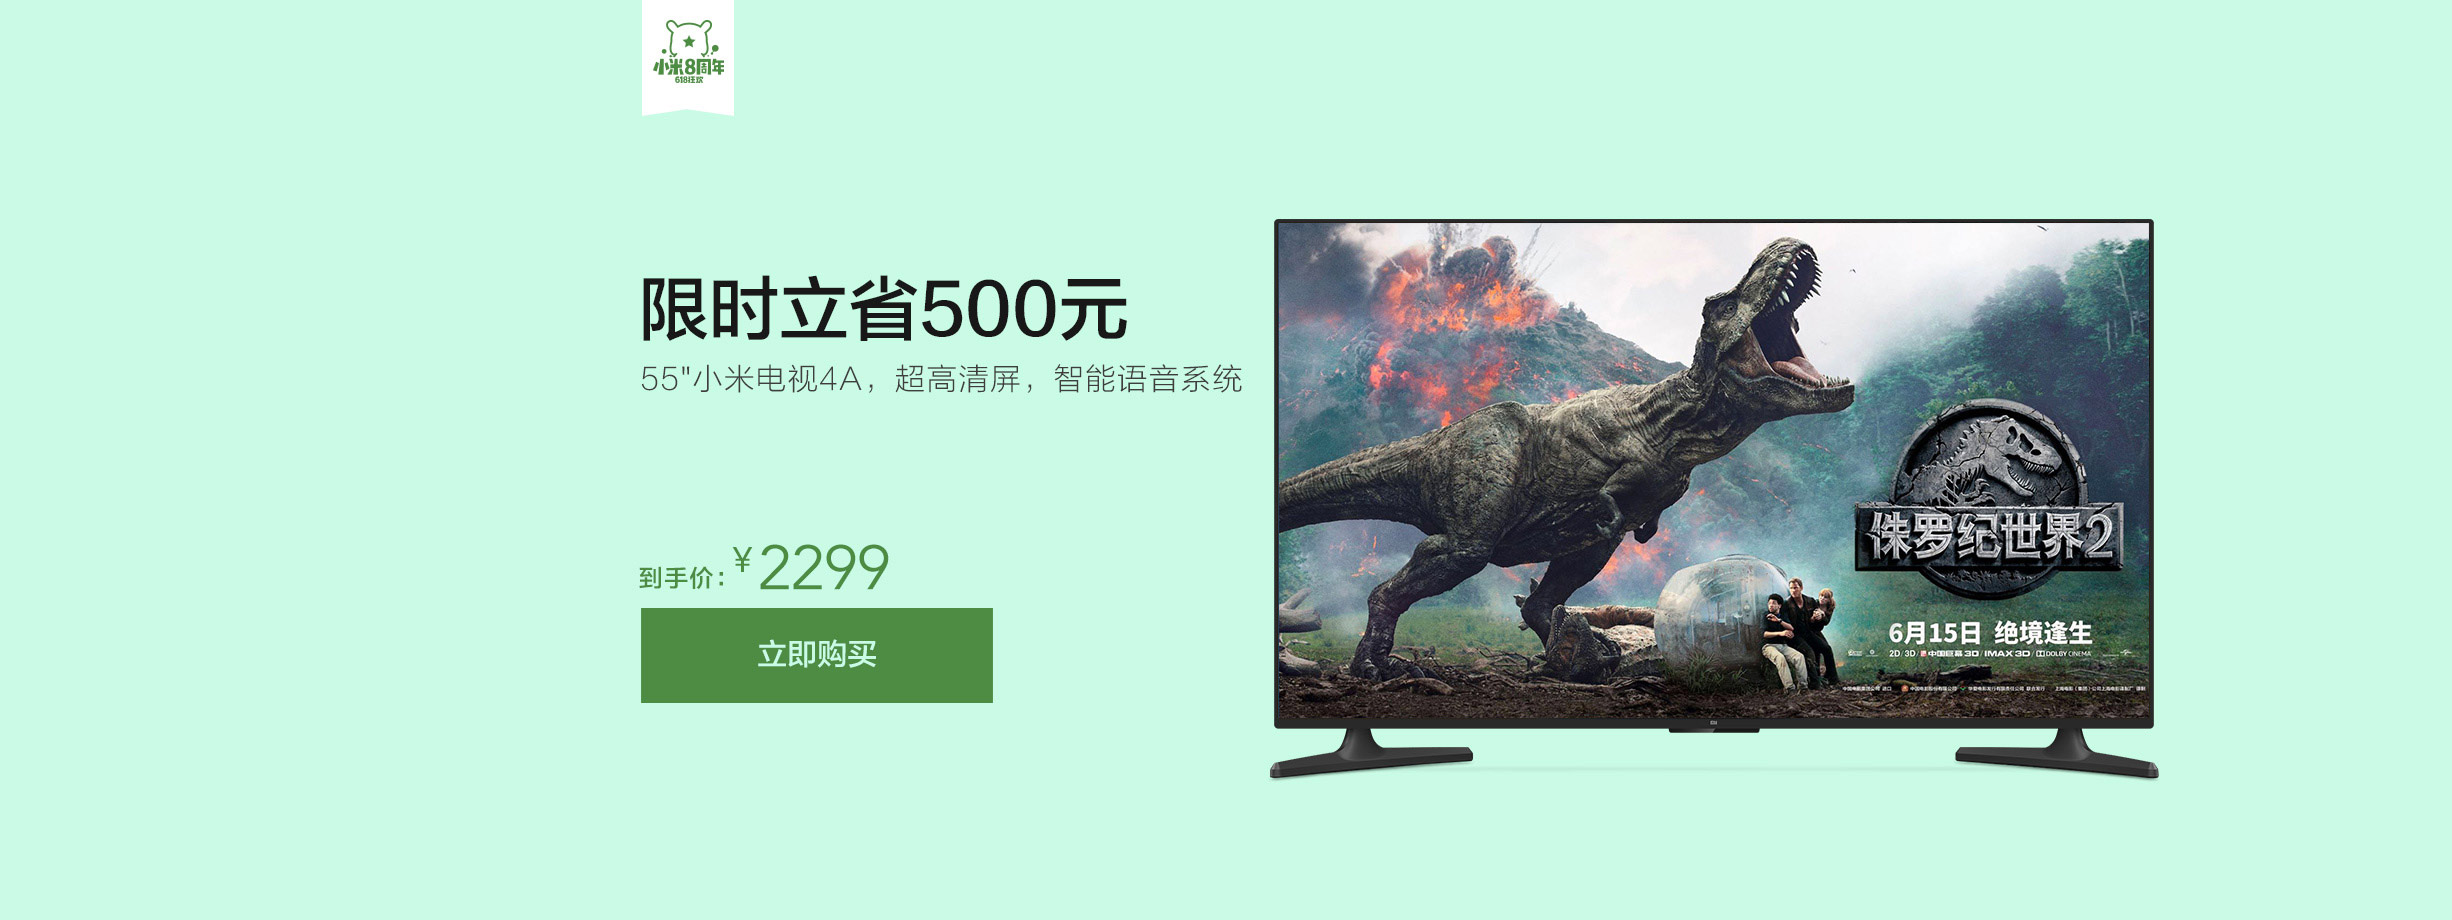 小米8周年
618狂欢
限时立省500元
55"小米电视4A，超高清屏，智能语音系统
到手价：¥2299
立即购买
侏罗纪世界2
6月15日 绝境逢生
2D/3D/中国巨幕3D/IMAX 3D/DOLBY CINEMA